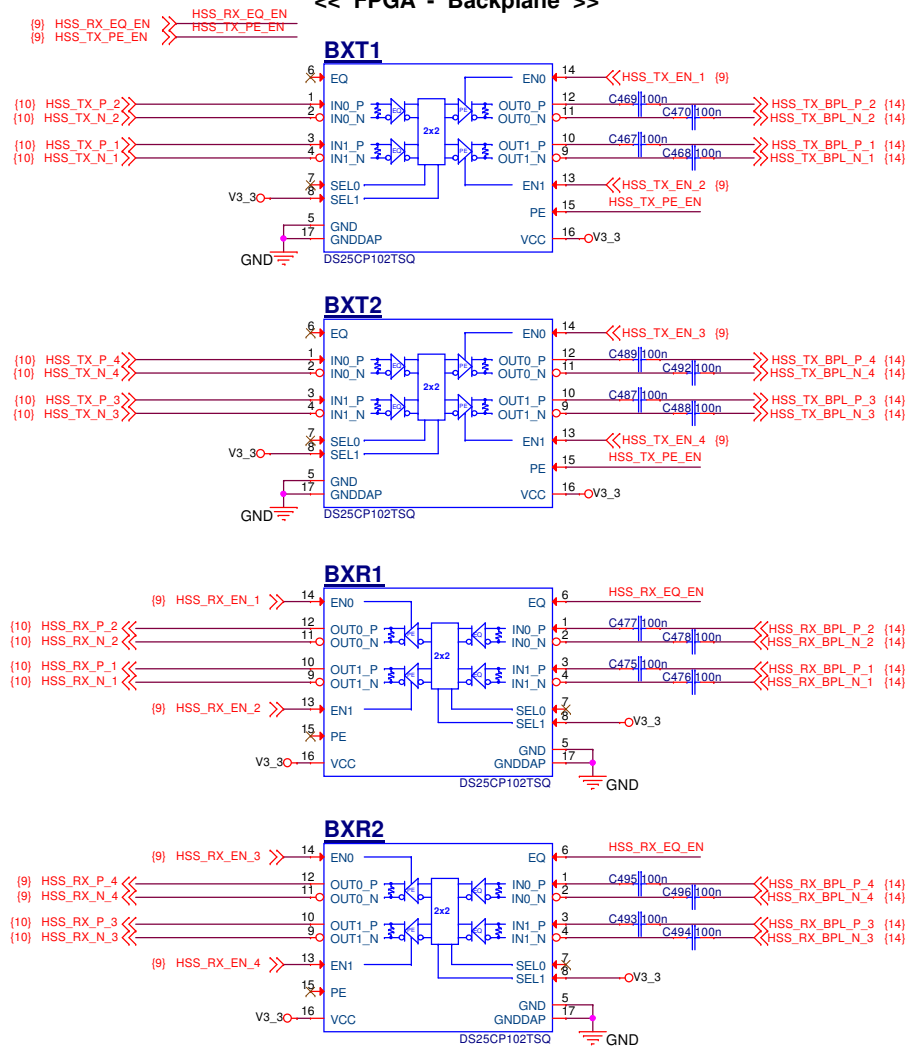 << FPGA - Backplane >>
{9} HSS_RX_EQ_EN HSS_RX_EQ_EN
{9} HSS_TX_PE_EN HSS_TX_PE_EN
BXT1
6 EQ EN0 14 HSS_TX_EN_1 {9}
{10} HSS_TX_P_2 1 IN0_P OUT0_P 12 C469 100n HSS_TX_BPL_P_2 {14}
{10} HSS_TX_N_2 2 IN0_N OUT0_N 11 C470 100n HSS_TX_BPL_N_2 {14}
2x2
{10} HSS_TX_P_1 3 IN1_P OUT1_P 10 C467 100n HSS_TX_BPL_P_1 {14}
{10} HSS_TX_N_1 4 IN1_N OUT1_N 9 C468 100n HSS_TX_BPL_N_1 {14}
7 SEL0 EN1 13 HSS_TX_EN_2 {9}
V3_3 8 SEL1
PE 15 HSS_TX_PE_EN
5 GND
17 GNDDAP VCC 16 V3_3
GND DS25CP102TSQ
BXT2
6 EQ EN0 14 HSS_TX_EN_3 {9}
{10} HSS_TX_P_4 1 IN0_P OUT0_P 12 C489 100n HSS_TX_BPL_P_4 {14}
{10} HSS_TX_N_4 2 IN0_N OUT0_N 11 C492 100n HSS_TX_BPL_N_4 {14}
2x2
{10} HSS_TX_P_3 3 IN1_P OUT1_P 10 C487 100n HSS_TX_BPL_P_3 {14}
{10} HSS_TX_N_3 4 IN1_N OUT1_N 9 C488 100n HSS_TX_BPL_N_3 {14}
7 SEL0 EN1 13 HSS_TX_EN_4 {9}
V3_3 8 SEL1
PE 15 HSS_TX_PE_EN
5 GND
17 GNDDAP VCC 16 V3_3
GND DS25CP102TSQ
BXR1
{9} HSS_RX_EN_1 14 EN0 EQ 6 HSS_RX_EQ_EN
{10} HSS_RX_P_2 12 OUT0_P IN0_P 1 C477 100n HSS_RX_BPL_P_2 {14}
{10} HSS_RX_N_2 11 OUT0_N IN0_N 2 C478 100n HSS_RX_BPL_N_2 {14}
2x2
{10} HSS_RX_P_1 10 OUT1_P IN1_P 3 C475 100n HSS_RX_BPL_P_1 {14}
{10} HSS_RX_N_1 9 OUT1_N IN1_N 4 C476 100n HSS_RX_BPL_N_1 {14}
{9} HSS_RX_EN_2 13 EN1 SEL0 7
SEL1 8 V3_3
15 PE
GND 5
V3_3 16 VCC GNDDAP 17
DS25CP102TSQ GND
BXR2
{9} HSS_RX_EN_3 14 EN0 EQ 6 HSS_RX_EQ_EN
{9} HSS_RX_P_4 12 OUT0_P IN0_P 1 C495 100n HSS_RX_BPL_P_4 {14}
{9} HSS_RX_N_4 11 OUT0_N IN0_N 2 C496 100n HSS_RX_BPL_N_4 {14}
2x2
{10} HSS_RX_P_3 10 OUT1_P IN1_P 3 C493 100n HSS_RX_BPL_P_3 {14}
{10} HSS_RX_N_3 9 OUT1_N IN1_N 4 C494 100n HSS_RX_BPL_N_3 {14}
{9} HSS_RX_EN_4 13 EN1 SEL0 7
SEL1 8 V3_3
15 PE
GND 5
V3_3 16 VCC GNDDAP 17
DS25CP102TSQ GND